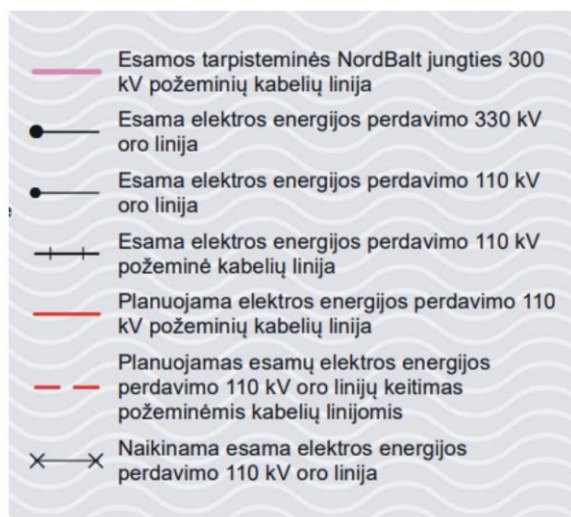 Esamos tarpisteminės NordBalt jungties 300
kV požeminių kabelių linija
Esama elektros energijos perdavimo 330 kV
oro linija
Esama elektros energijos perdavimo 110 kV
oro linija
Esama elektros energijos perdavimo 110 kV
požeminė kabelių linija
Planuojama elektros energijos perdavimo 110
kV požeminių kabelių linija
Planuojamas esamų elektros energijos
perdavimo 110 kV oro linijų keitimas
požeminėmis kabelių linijomis
Naikinama esama elektros energijos
perdavimo 110 kV oro linija